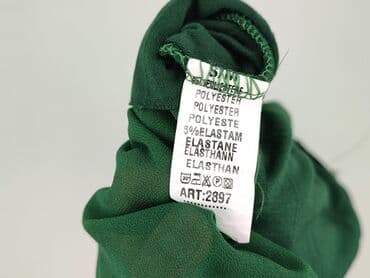 POLYESTER
POLYESTER
POLYESTE
5%ELASTAM
ELASTANE
ELASTHANN
ELASTHAN
ART:2897